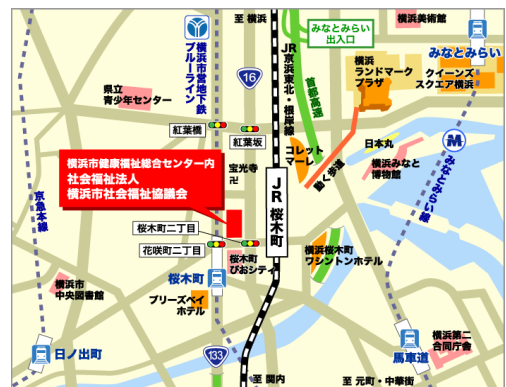 至 横浜
みなとみらい
出入口
横浜美術館
みなとみらい
横浜市営地下鉄
ブルーライン
16
JR京浜東北・根岸線
首都高速
横浜
ランドマーク
プラザ
クイーンズ
スクエア横浜
県立
青少年センター
紅葉橋
紅葉坂
コレット
マーレ
動く歩道
日本丸
横浜みなと
博物館
みなとみらい線
横浜市健康福祉総合センター内
社会福祉法人
横浜市社会福祉協議会
宝光寺
卍
JR 桜木町
京急本線
桜木町二丁目
花咲町二丁目
桜木町
桜木町
ぴおシティ
横浜桜木町
ワシントンホテル
横浜市
中央図書館
ブリーズベイ
ホテル
日ノ出町
133
至 関内
馬車道
横浜第二
合同庁舎
至 元町・中華街